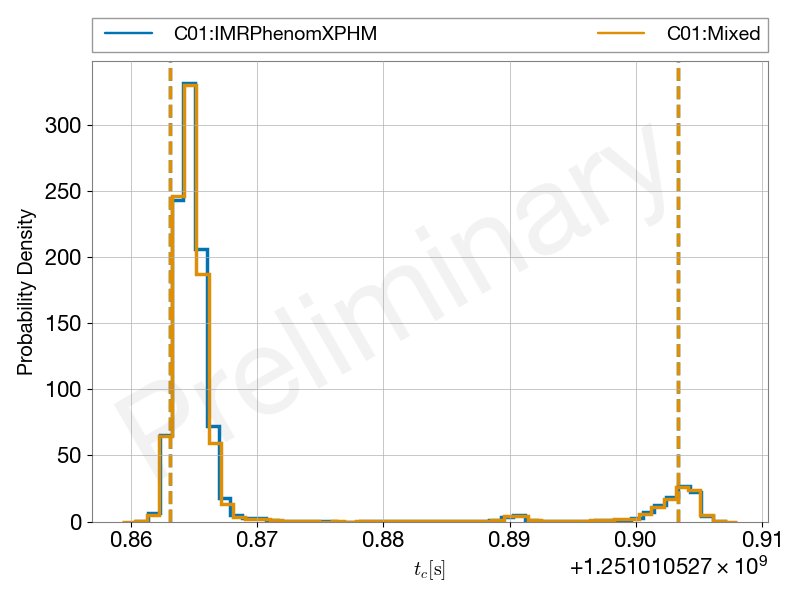 C01:IMRPhenomXPHM C01:Mixed
300
250
200
150
100
50
0
Probability Density
Preliminary
0.86 0.87 0.88 0.89 0.90 0.91
t_c[s]
+1.251010527 × 10⁹